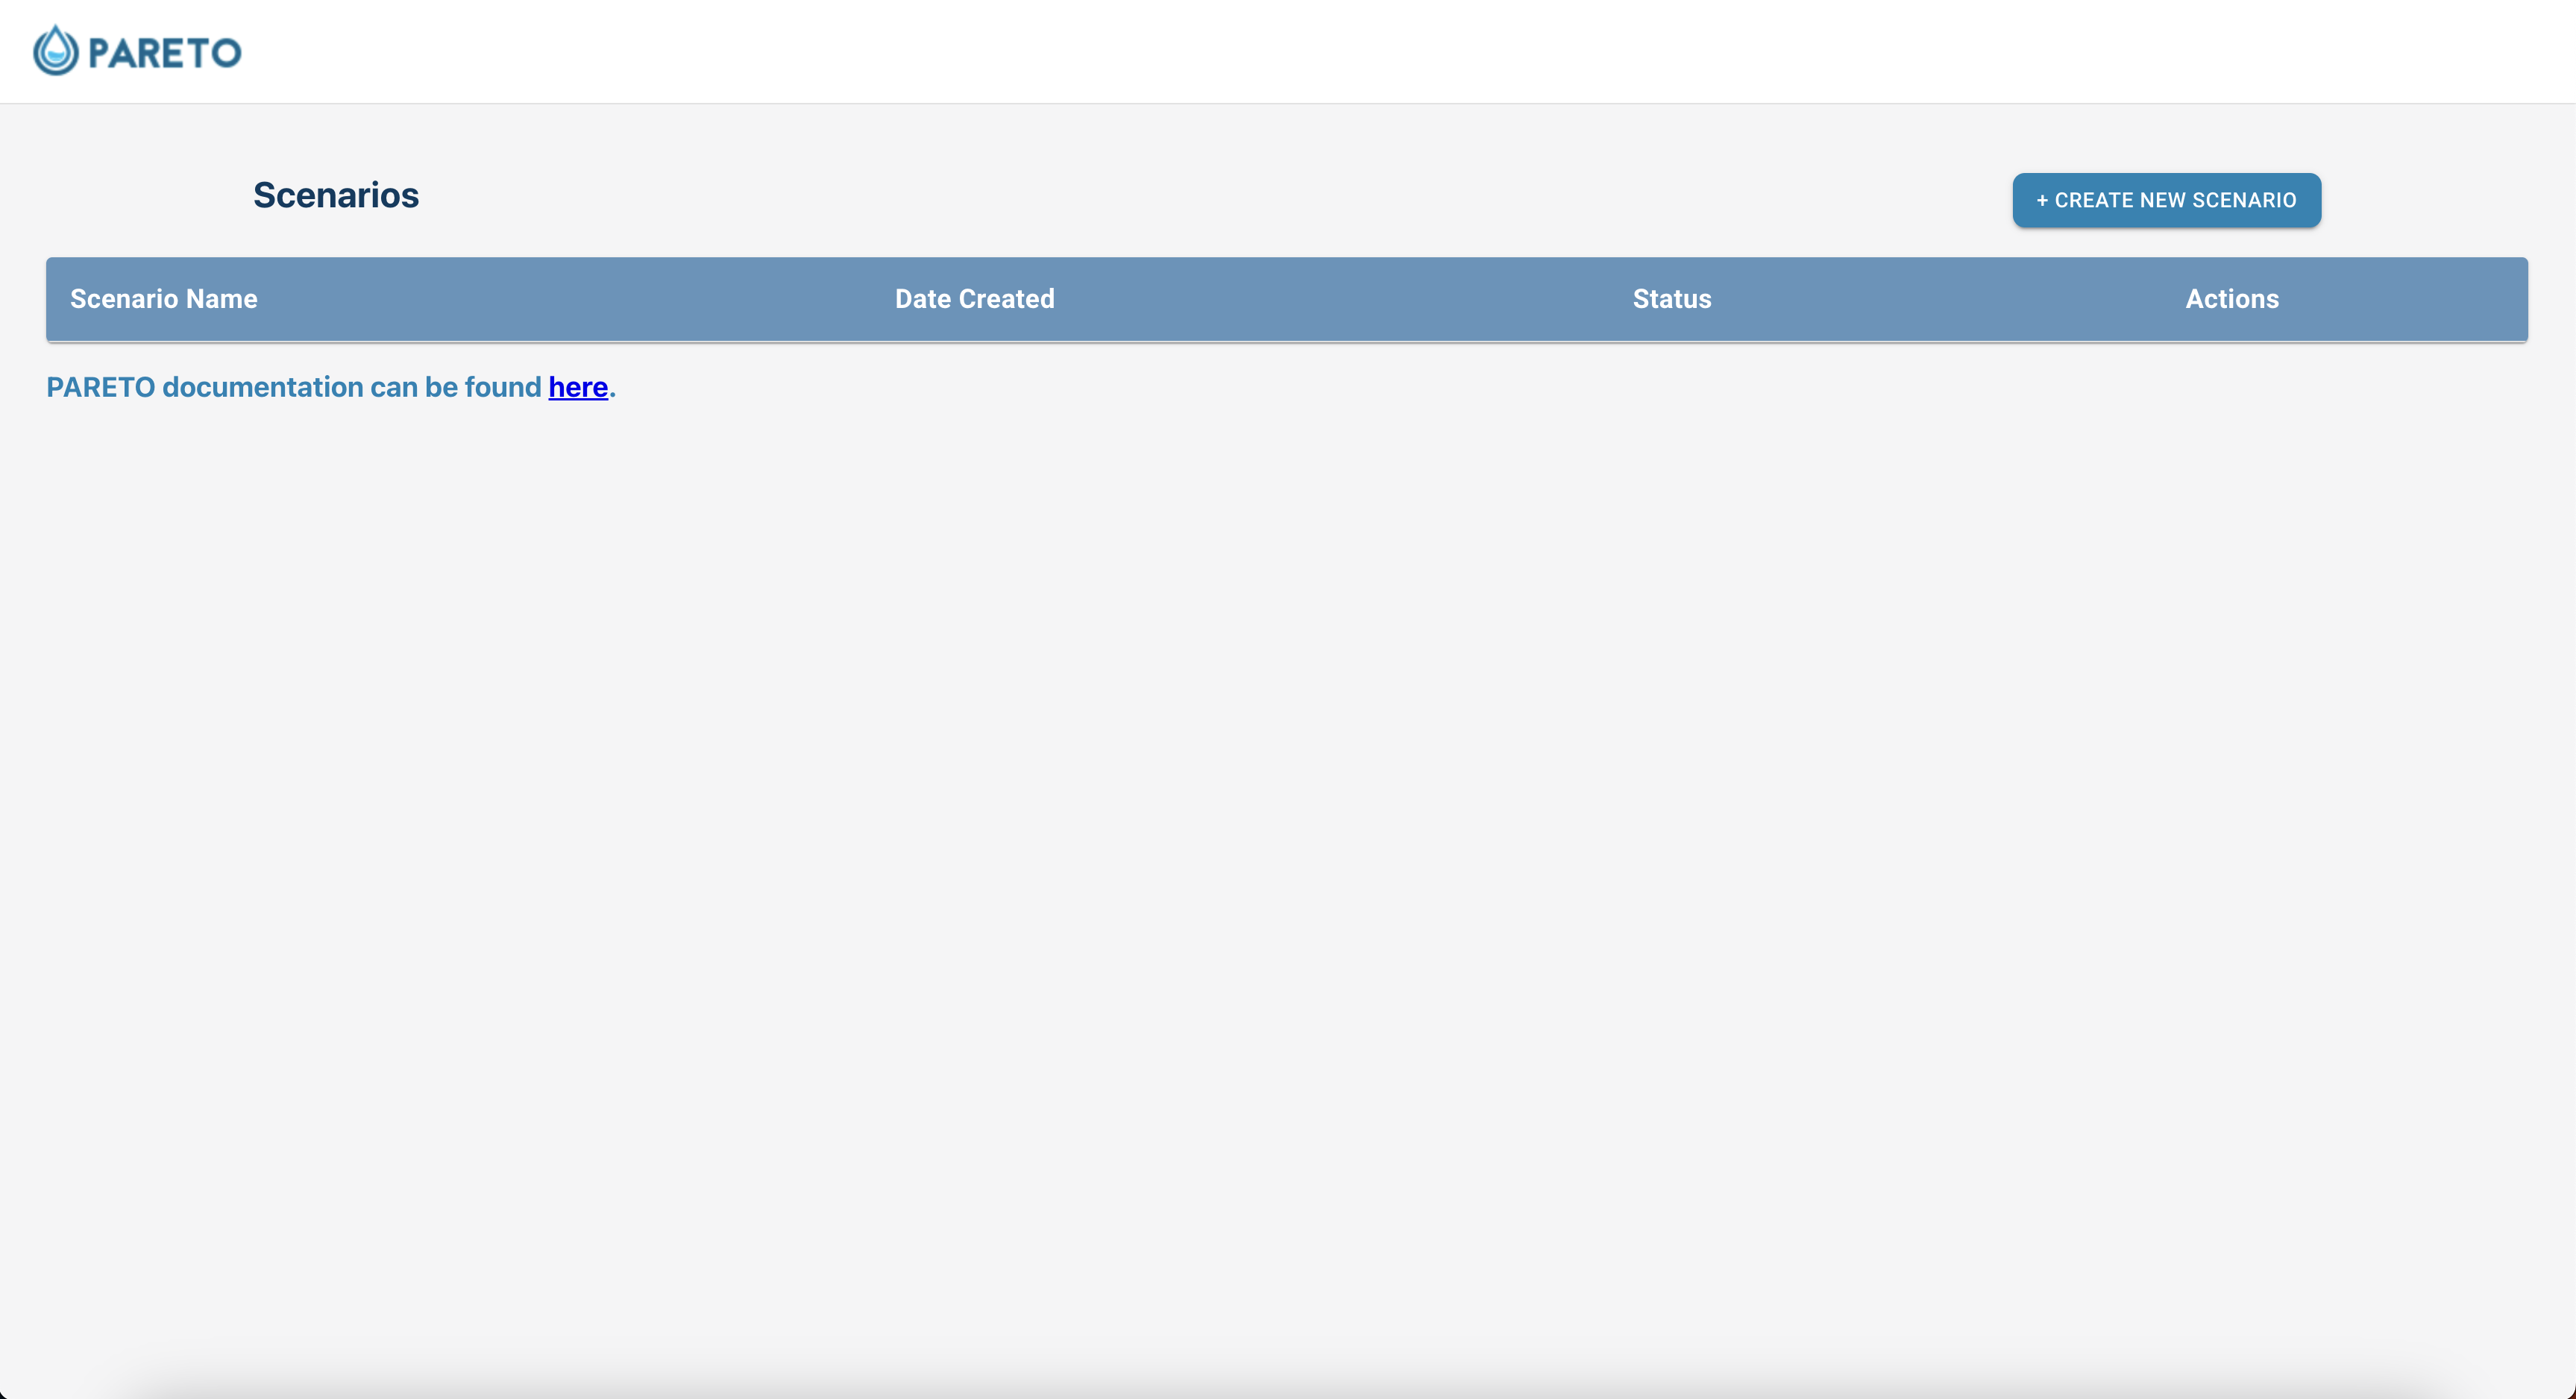 PARETO
Scenarios
+ CREATE NEW SCENARIO
Scenario Name Date Created Status Actions
PARETO documentation can be found here.